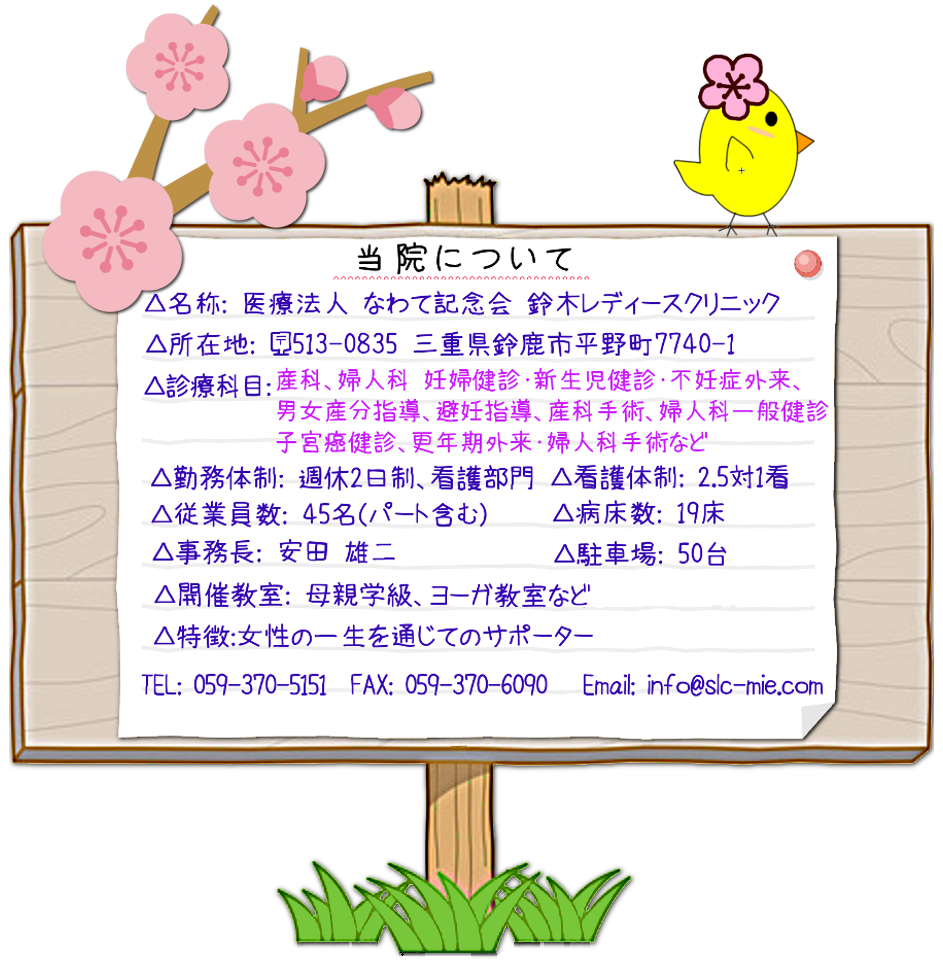 当院について
△名称: 医療法人 なわて記念会 鈴木レディースクリニック
△所在地: 〒513-0835 三重県鈴鹿市平野町7740-1
△診療科目:産科、婦人科 妊婦健診・新生児健診・不妊症外来、
男女産分指導、避妊指導、産科手術、婦人科一般健診
子宮癌健診、更年期外来・婦人科手術など
△勤務体制: 週休2日制、看護部門 △看護体制: 2.5対1看
△従業員数: 45名(パート含む) △病床数: 19床
△事務長: 安田 雄二 △駐車場: 50台
△開催教室: 母親学級、ヨーガ教室など
△特徴:女性の一生を通じてのサポーター
TEL: 059-370-5151 FAX: 059-370-6090 Email: info@slc-mie.com